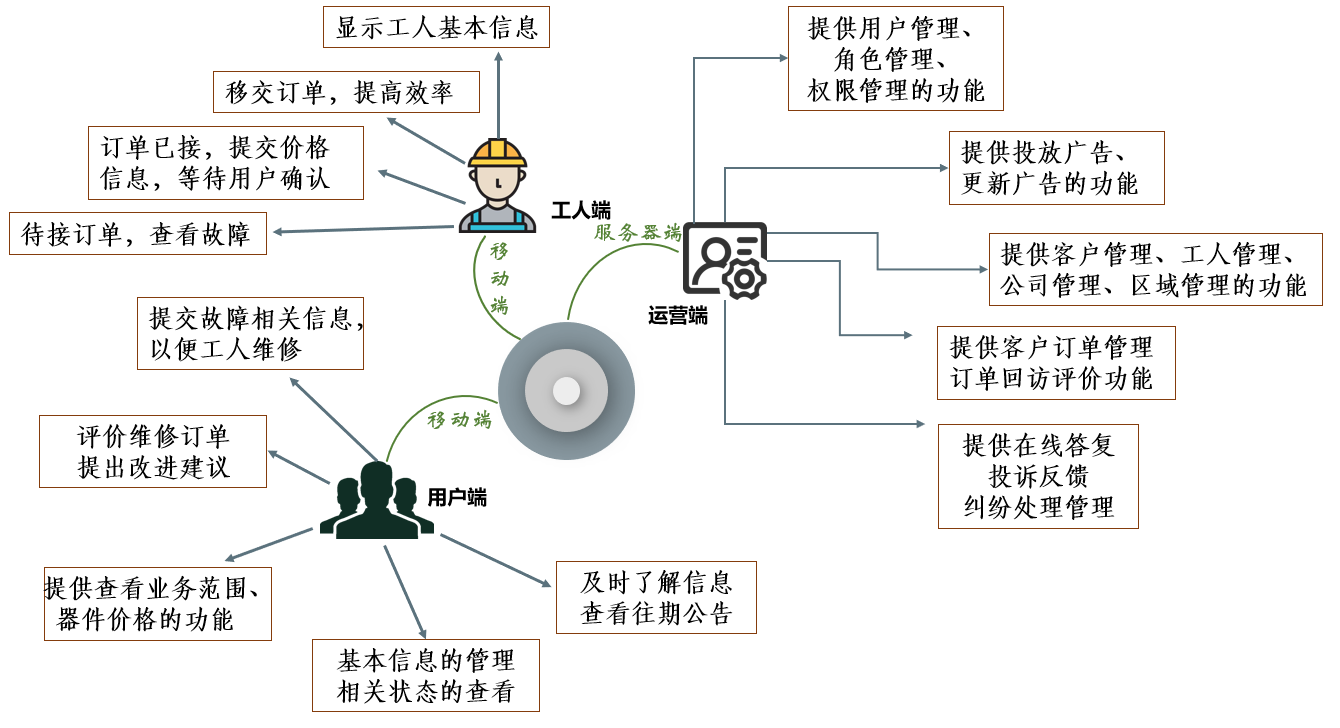 显示工人基本信息
移交订单，提高效率
订单已接，提交价格
信息，等待用户确认
待接订单，查看故障
工人端
移
动
端
服务器端
运营端
提供用户管理、
角色管理、
权限管理的功能
提供投放广告、
更新广告的功能
提供客户管理、工人管理、
公司管理、区域管理的功能
提供客户订单管理
订单回访评价功能
提供在线答复
投诉反馈
纠纷处理管理
提交故障相关信息，
以便工人维修
移动端
评价维修订单
提出改进建议
用户端
提供查看业务范围、
器件价格的功能
基本信息的管理
相关状态的查看
及时了解信息
查看往期公告